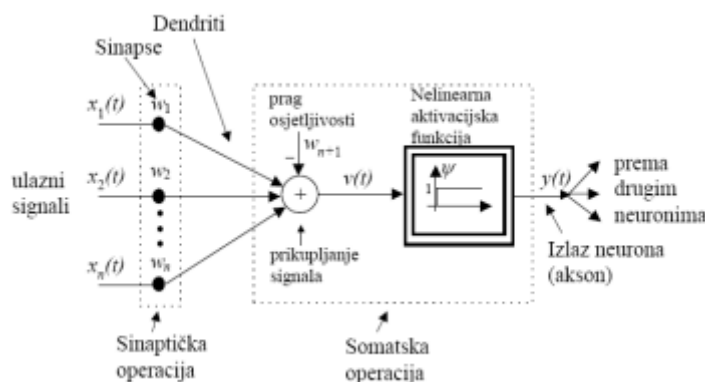 Dendriti
Sinapse
x1(t)
w1
x2(t)
w2
xn(t)
wn
ulazni
signali
Sinaptička
operacija
prag
osjetljivosti
− wn+1
+
v(t)
prikupljanje
signala
Nelinearna
aktivacijska
funkcija
ψ
1
y(t)
prema
drugim
neuronima
Izlaz neurona
(akson)
Somatska
operacija